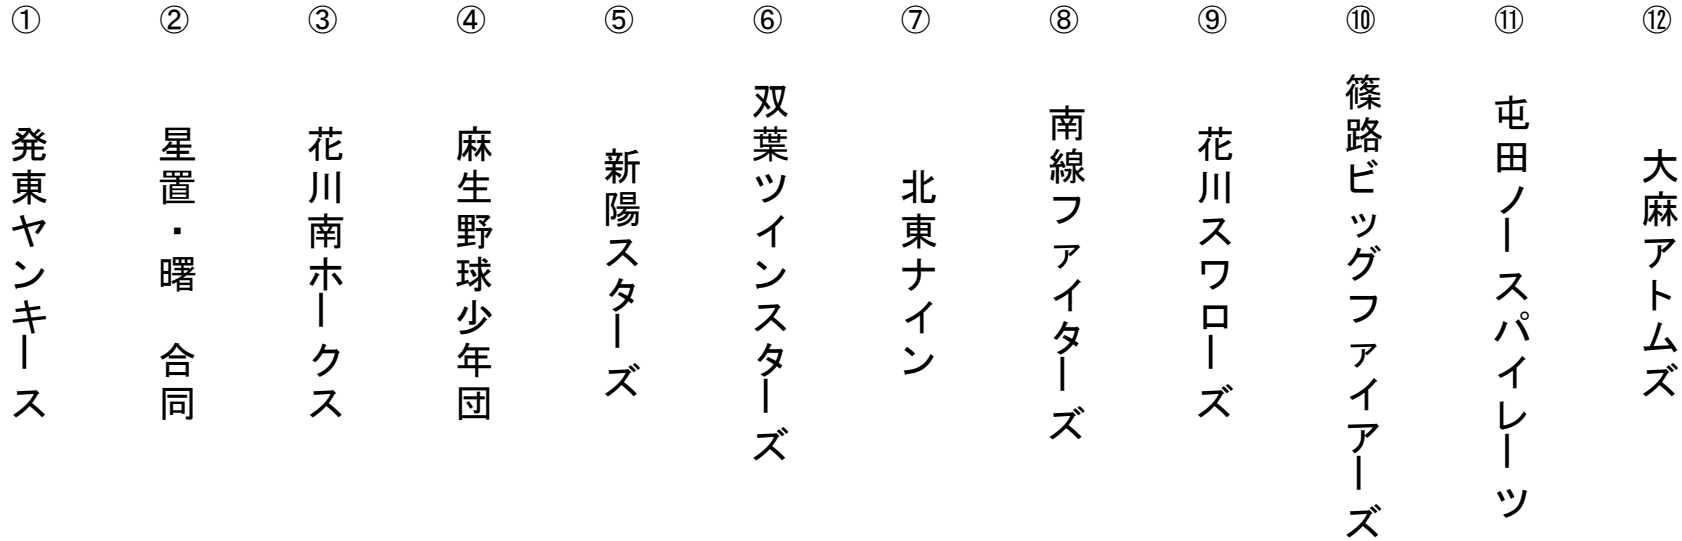 ①
発東ヤンキース
②
星置・曙　合同
③
花川南ホークス
④
麻生野球少年団
⑤
新陽スターズ
⑥
双葉ツインスターズ
⑦
北東ナイン
⑧
南線ファイターズ
⑨
花川スワローズ
⑩
篠路ビッグファイアーズ
⑪
屯田ノースパイレーツ
⑫
大麻アトムズ